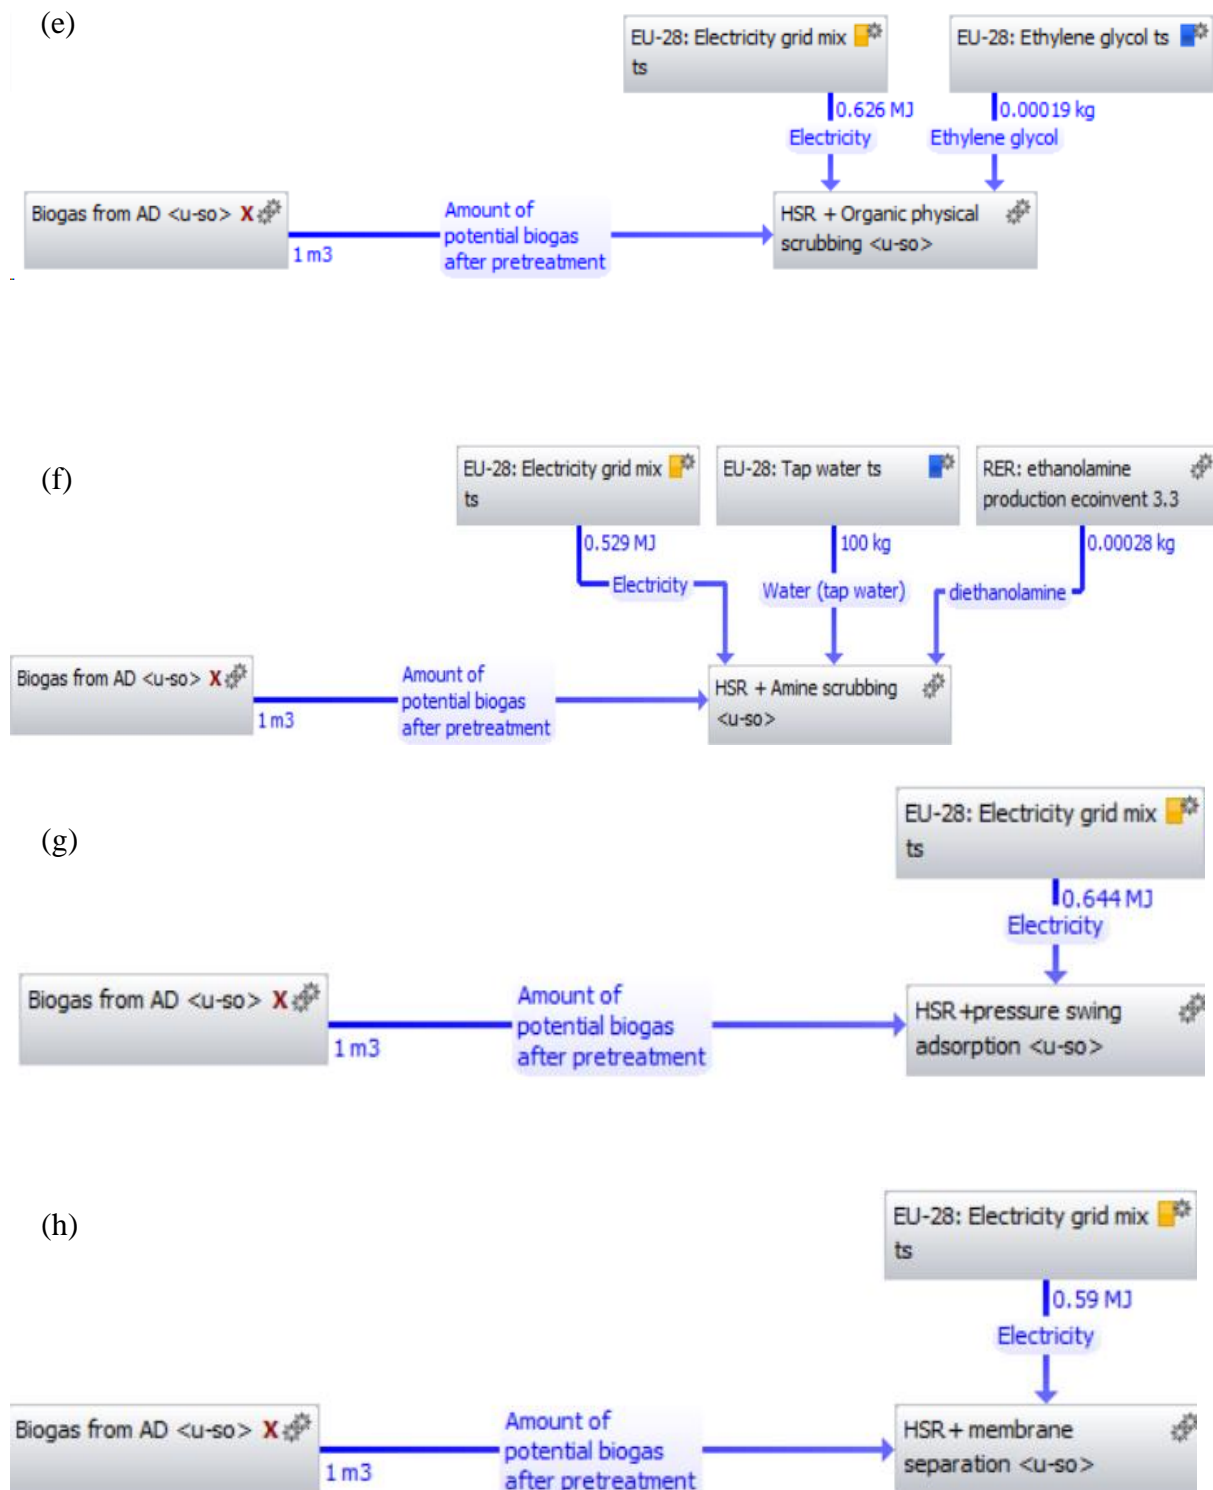 (e)
EU-28: Electricity grid mix
ts
EU-28: Ethylene glycol ts
0.626 MJ
0.00019 kg
Electricity
Ethylene glycol
Biogas from AD <u-so> X
1 m3
Amount of
potential biogas
after pretreatment
HSR + Organic physical
scrubbing <u-so>
(f)
EU-28: Electricity grid mix
ts
EU-28: Tap water ts
RER: ethanolamine
production ecoinvent 3.3
0.529 MJ
100 kg
0.00028 kg
Electricity
Water (tap water)
diethanolamine
Biogas from AD <u-so> X
1 m3
Amount of
potential biogas
after pretreatment
HSR + Amine scrubbing
<u-so>
(g)
EU-28: Electricity grid mix
ts
0.644 MJ
Electricity
Biogas from AD <u-so> X
1 m3
Amount of
potential biogas
after pretreatment
HSR+pressure swing
adsorption <u-so>
(h)
EU-28: Electricity grid mix
ts
0.59 MJ
Electricity
Biogas from AD <u-so> X
1 m3
Amount of
potential biogas
after pretreatment
HSR+ membrane
separation <u-so>